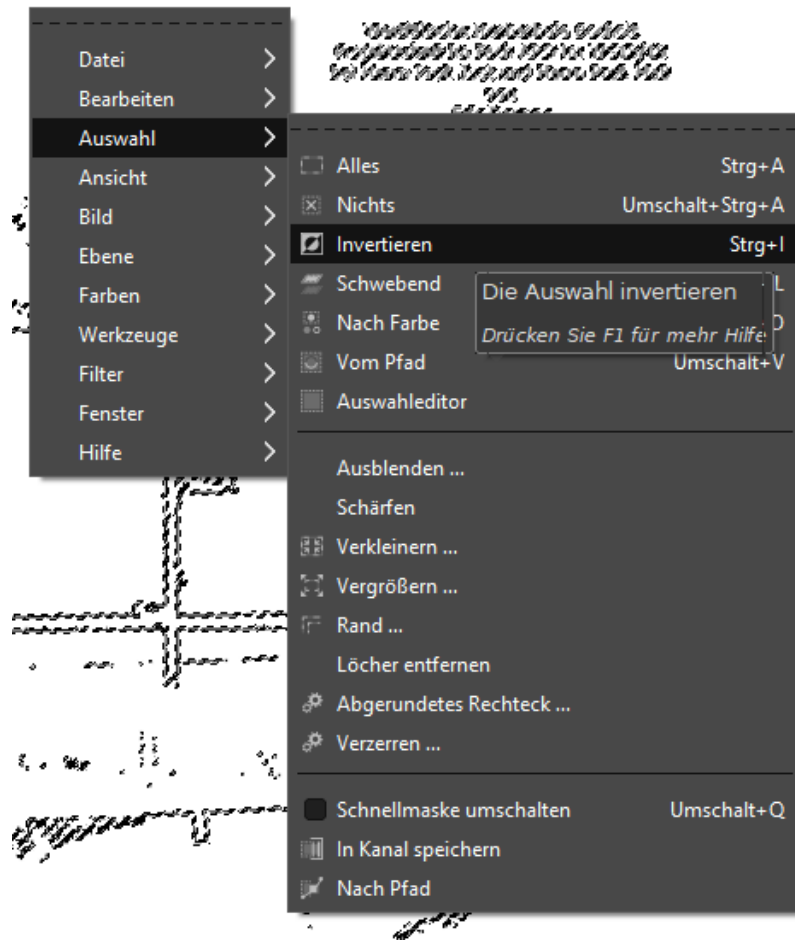 Datei
Bearbeiten
Auswahl
Ansicht
Bild
Ebene
Farben
Werkzeuge
Filter
Fenster
Hilfe
Alles Strg+A
Nichts Umschalt+Strg+A
Invertieren Strg+I
Schwebend L
Nach Farbe O
Vom Pfad Umschalt+V
Auswahleditor
Die Auswahl invertieren
Drücken Sie F1 für mehr Hilfe
Ausblenden ...
Schärfen
Verkleinern ...
Vergrößern ...
Rand ...
Löcher entfernen
Abgerundetes Rechteck ...
Verzerren ...
Schnellmaske umschalten Umschalt+Q
In Kanal speichern
Nach Pfad